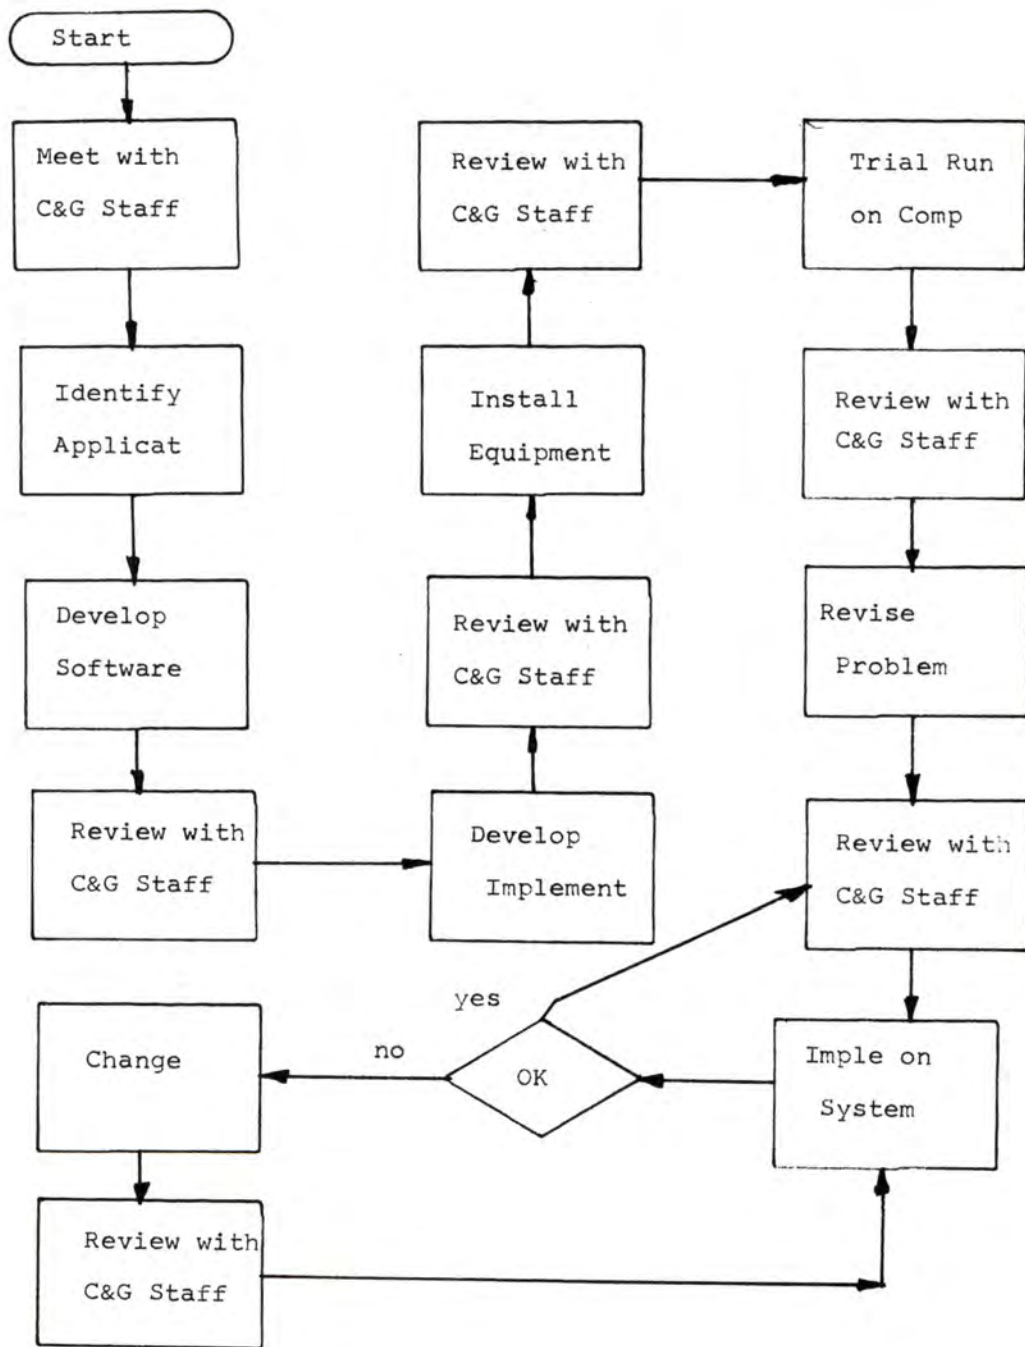 Start
Meet with
C&G Staff
Identify
Applicat
Develop
Software
Review with
C&G Staff
Develop
Implement
Review with
C&G Staff
Install
Equipment
Review with
C&G Staff
Trial Run
on Comp
Review with
C&G Staff
Revise
Problem
Review with
C&G Staff
Imple on
System
OK
yes
no
Change
Review with
C&G Staff